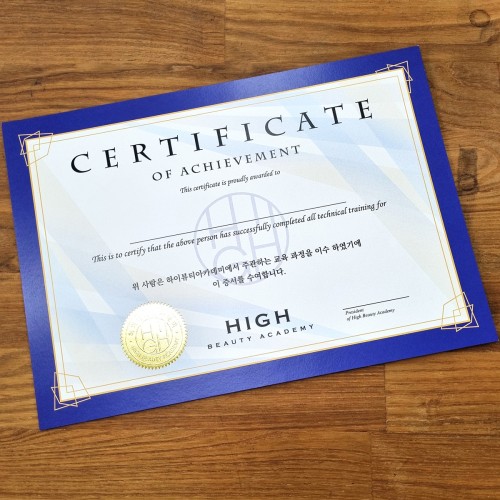 CERTIFICATE
OF ACHIEVEMENT
This certificate is proudly awarded to
This is to certify that the above person has successfully completed all technical training for
위 사람은 하이뷰티아카데미에서 주관하는 교육 과정을 이수 하였기에
이 증서를 수여합니다.
HIGH
BEAUTY ACADEMY
President
of High Beauty Academy